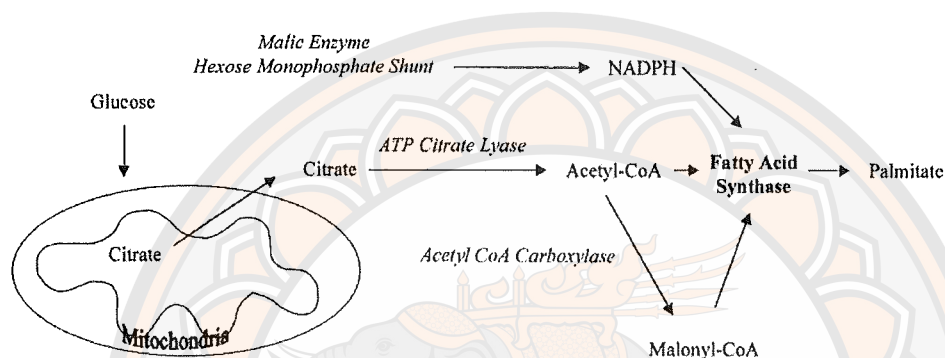 Malic Enzyme
Hexose Monophosphate Shunt
NADPH
Glucose
ATP Citrate Lyase
Citrate
Acetyl-CoA
Fatty Acid
Synthase
Palmitate
Citrate
Acetyl CoA Carboxylase
Mitochondria
Malonyl-CoA